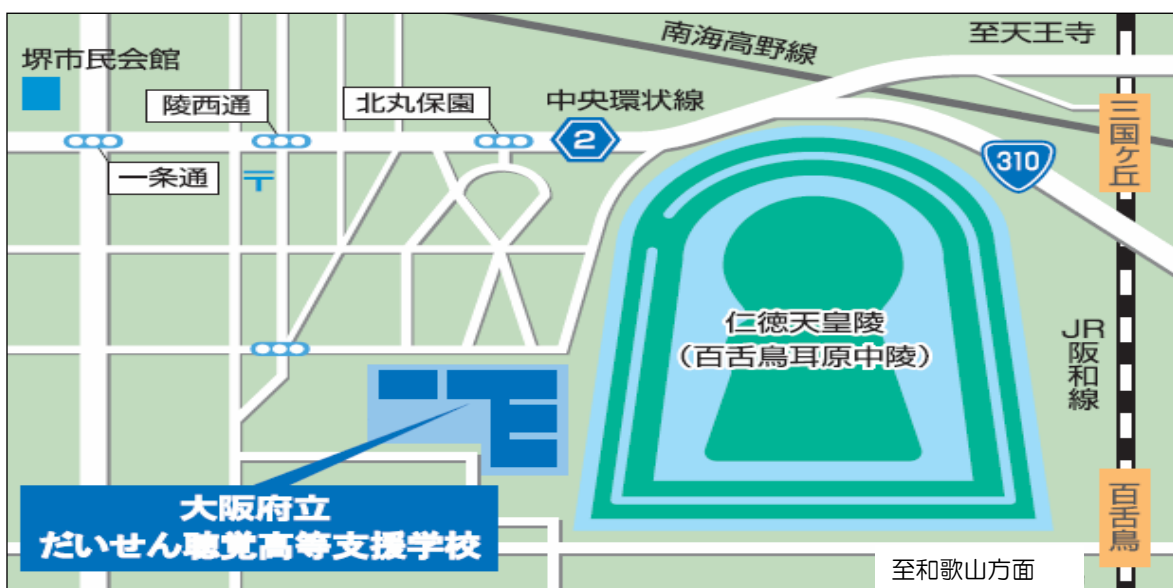 南海高野線
至天王寺
堺市民会館
陵西通
北丸保園
中央環状線
2
三国ヶ丘
310
一条通
〒
仁徳天皇陵
（百舌鳥耳原中陵）
JR阪和線
大阪府立
だいせん聴覚高等支援学校
百舌鳥
至和歌山方面